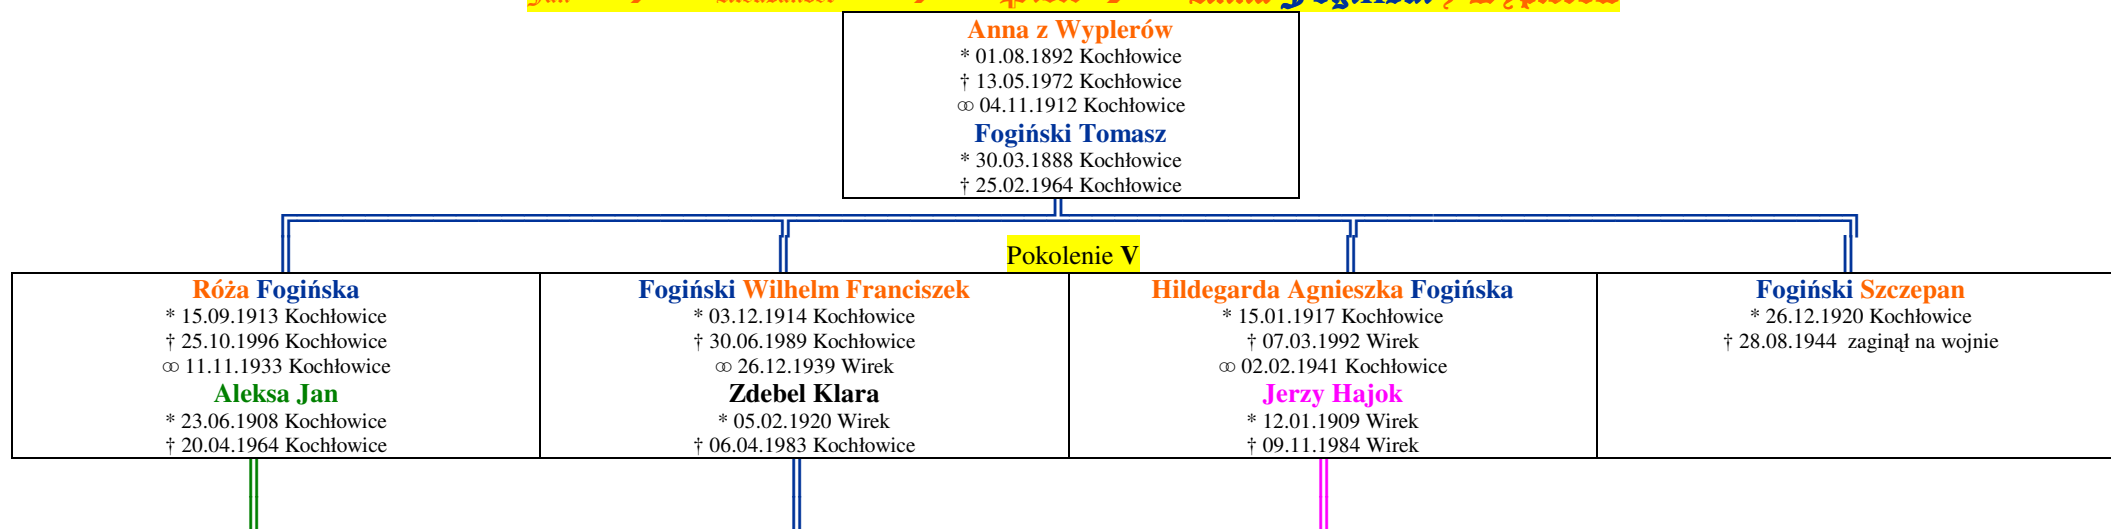 Anna z Wyplerów
* 01.08.1892 Kochłowice
† 13.05.1972 Kochłowice
⚭ 04.11.1912 Kochłowice
Fogiński Tomasz
* 30.03.1888 Kochłowice
† 25.02.1964 Kochłowice
Pokolenie V
Róża Fogińska
* 15.09.1913 Kochłowice
† 25.10.1996 Kochłowice
⚭ 11.11.1933 Kochłowice
Aleksa Jan
* 23.06.1908 Kochłowice
† 20.04.1964 Kochłowice
Fogiński Wilhelm Franciszek
* 03.12.1914 Kochłowice
† 30.06.1989 Kochłowice
⚭ 26.12.1939 Wirek
Zdebel Klara
* 05.02.1920 Wirek
† 06.04.1983 Kochłowice
Hildegarda Agnieszka Fogińska
* 15.01.1917 Kochłowice
† 07.03.1992 Wirek
⚭ 02.02.1941 Kochłowice
Jerzy Hajok
* 12.01.1909 Wirek
† 09.11.1984 Wirek
Fogiński Szczepan
* 26.12.1920 Kochłowice
† 28.08.1944 zaginął na wojnie